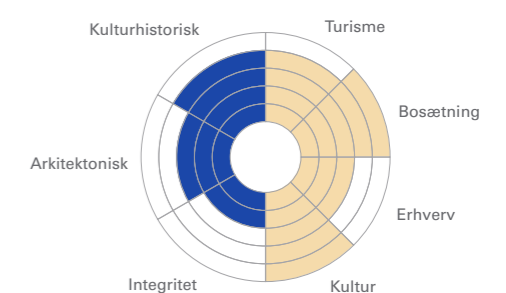 Kulturhistorisk
Turisme
Bosætning
Arkitektonisk
Erhverv
Integritet
Kultur